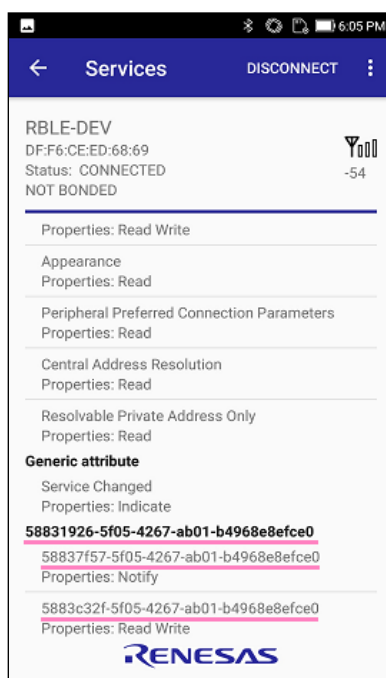 6:05 PM
Services DISCONNECT
RBLE-DEV
DF:F6:CE:ED:68:69
Status: CONNECTED
-54
NOT BONDED
Properties: Read Write
Appearance
Properties: Read
Peripheral Preferred Connection Parameters
Properties: Read
Central Address Resolution
Properties: Read
Resolvable Private Address Only
Properties: Read
Generic attribute
Service Changed
Properties: Indicate
58831926-5f05-4267-ab01-b4968e8efce0
58837f57-5f05-4267-ab01-b4968e8efce0
Properties: Notify
5883c32f-5f05-4267-ab01-b4968e8efce0
Properties: Read Write
RENESAS